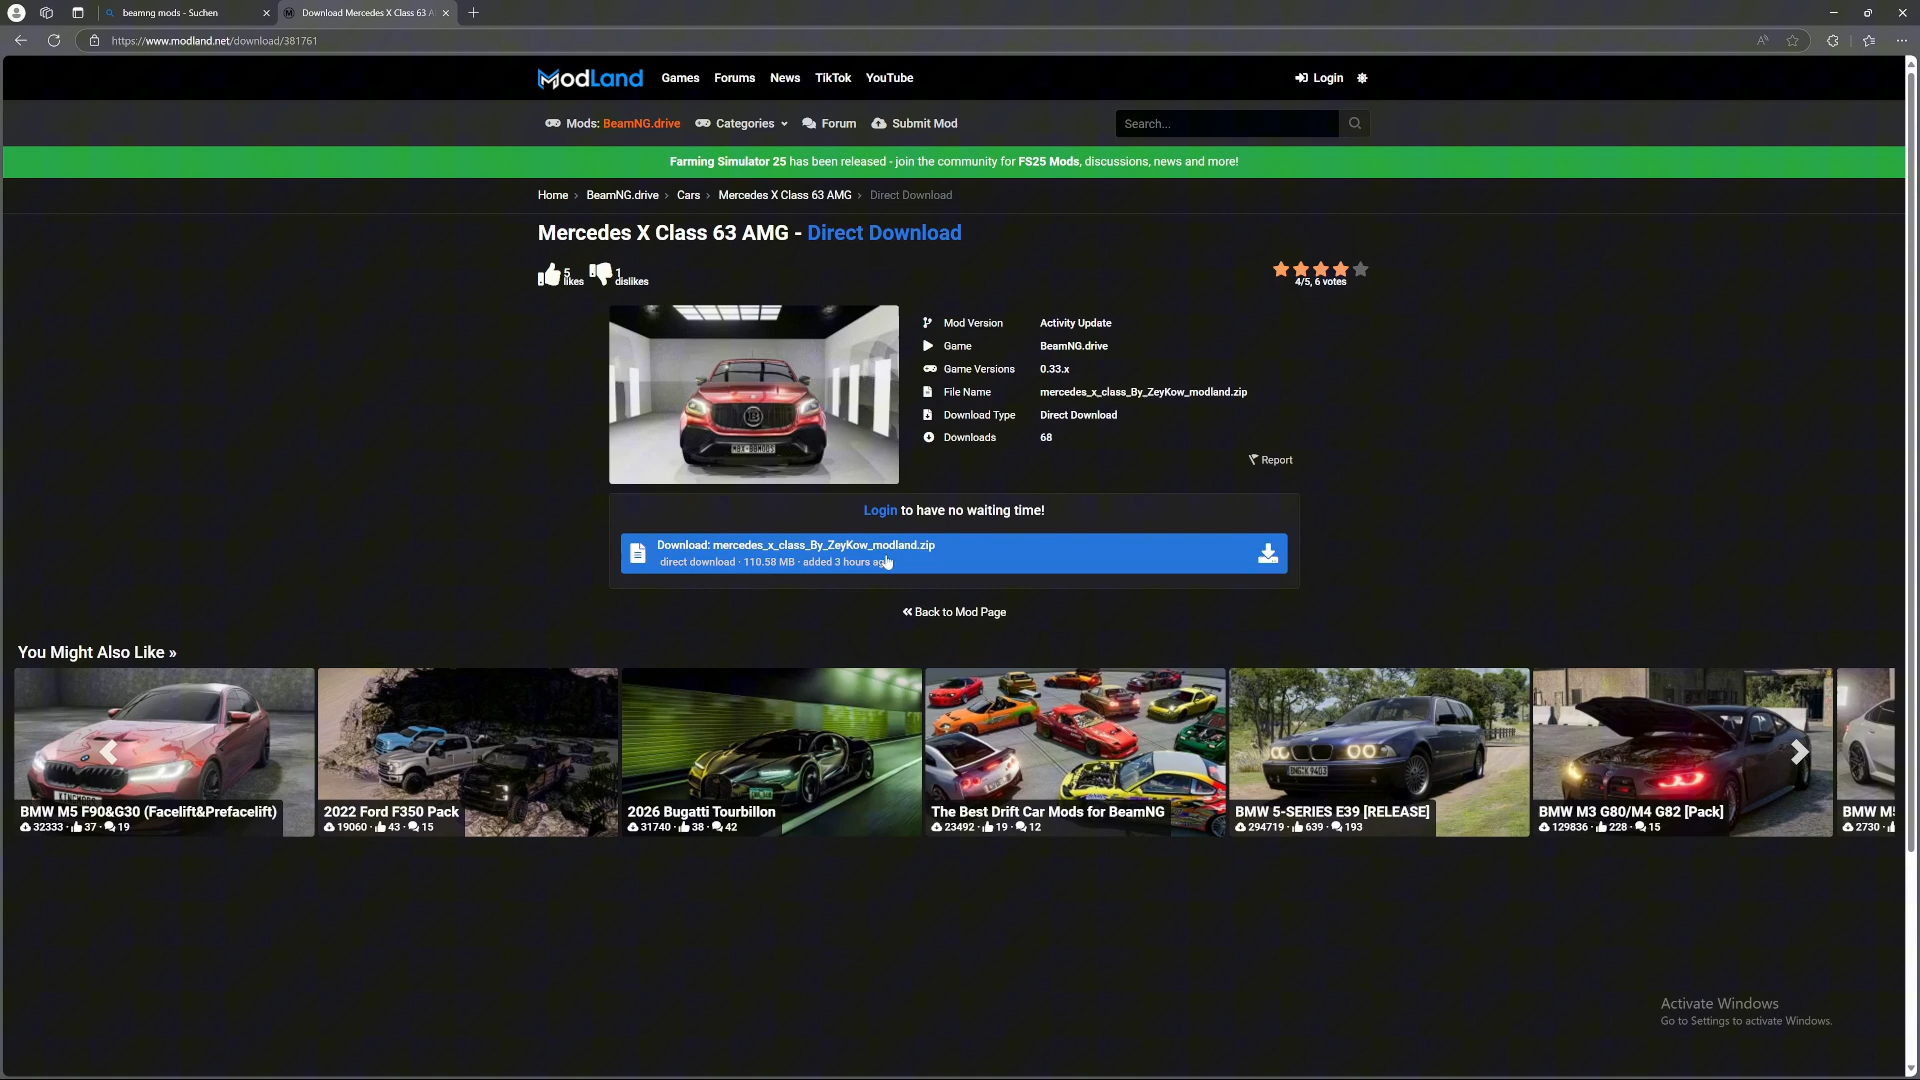 beamng mods - Suchen
Download Mercedes X Class 63 A
https://www.modland.net/download/381761
ModLand
Games
Forums
News
TikTok
YouTube
Login
Mods: BeamNG.drive
Categories
Forum
Submit Mod
Search...
Farming Simulator 25 has been released - join the community for FS25 Mods, discussions, news and more!
Home > BeamNG.drive > Cars > Mercedes X Class 63 AMG > Direct Download
Mercedes X Class 63 AMG - Direct Download
5 likes
1 dislikes
4/5, 6 votes
Mod Version Activity Update
Game BeamNG.drive
Game Versions 0.33.x
File Name mercedes_x_class_By_ZeyKow_modland.zip
Download Type Direct Download
Downloads 68
Report
Login to have no waiting time!
Download: mercedes_x_class_By_ZeyKow_modland.zip
direct download · 110.58 MB · added 3 hours
« Back to Mod Page
You Might Also Like »
BMW M5 F90&G30 (Facelift&Prefacelift)
32333 · 37 · 19
2022 Ford F350 Pack
19060 · 43 · 15
2026 Bugatti Tourbillon
31740 · 38 · 42
The Best Drift Car Mods for BeamNG
23492 · 19 · 12
BMW 5-SERIES E39 [RELEASE]
294719 · 639 · 193
BMW M3 G80/M4 G82 [Pack]
129836 · 228 · 15
BMW M
2730
Activate Windows
Go to Settings to activate Windows.